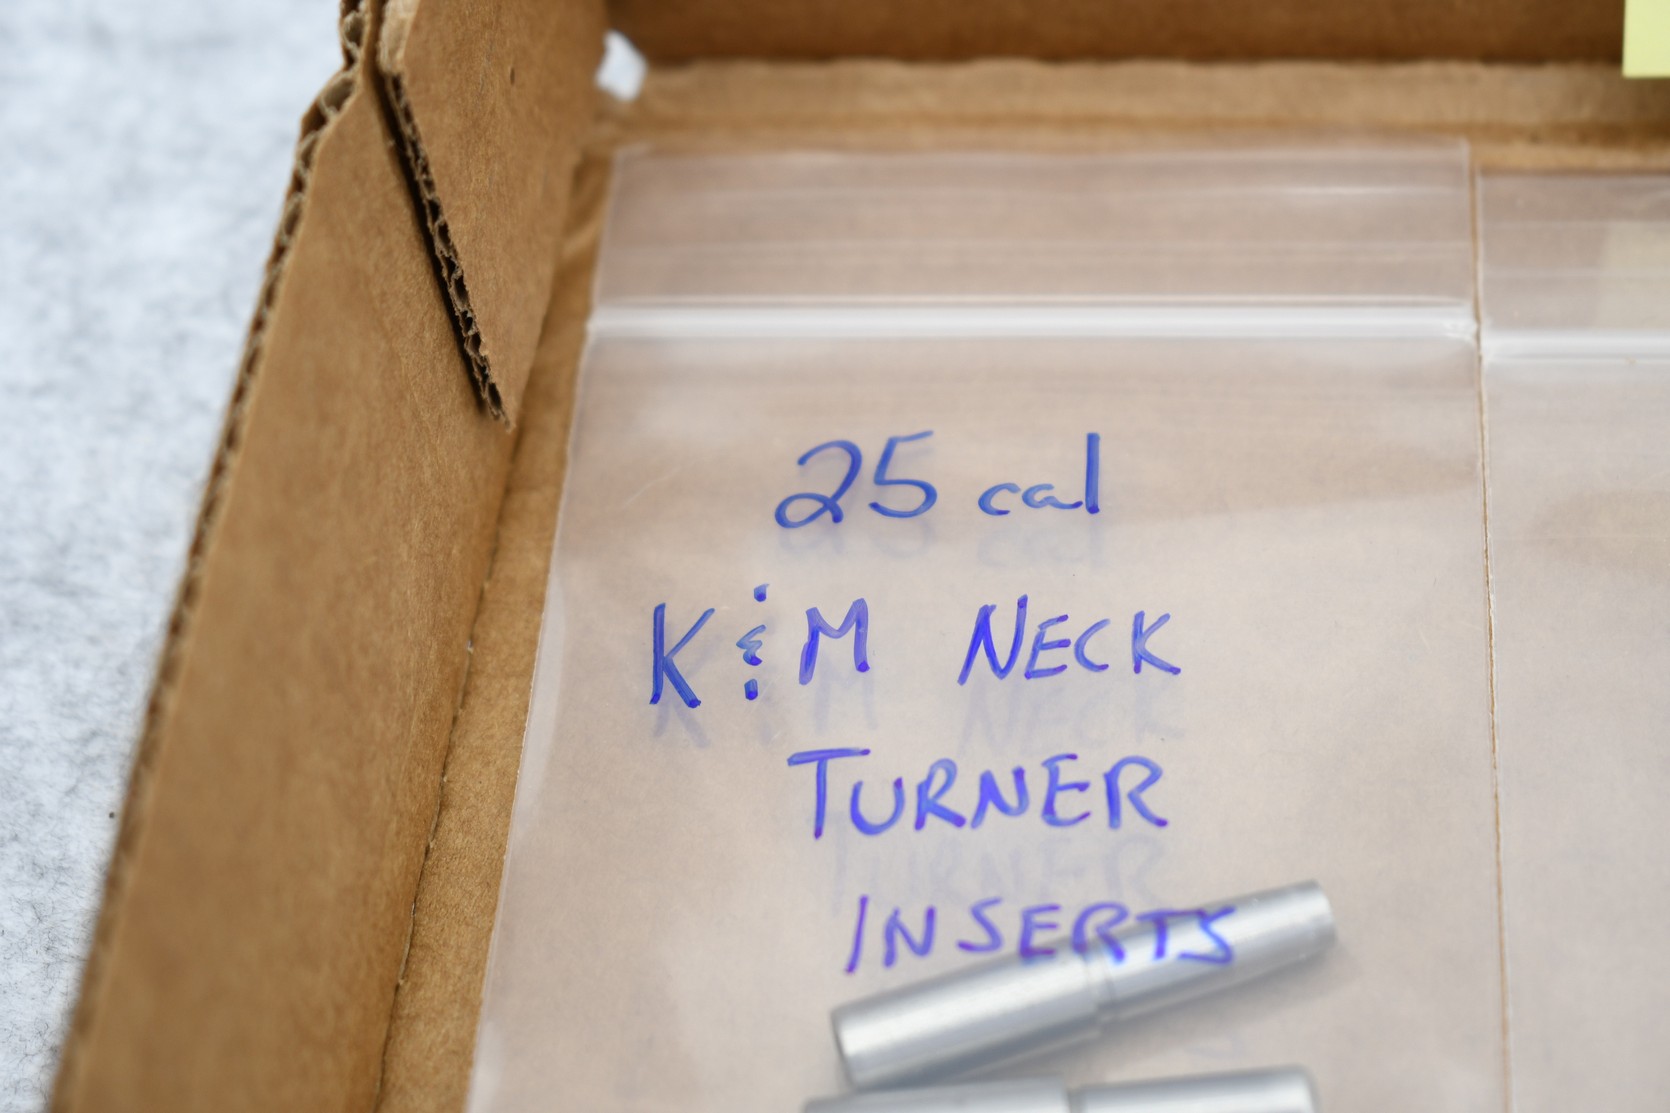 25 cal
K & M NECK
TURNER
INSERTS